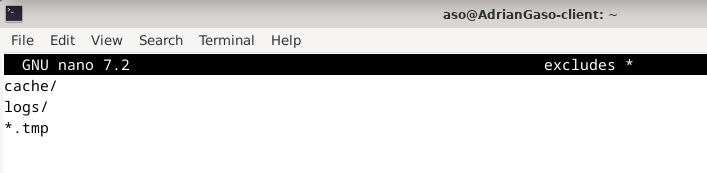 aso@AdrianGaso-client: ~
File Edit View Search Terminal Help
GNU nano 7.2 excludes *
cache/
logs/
*.tmp